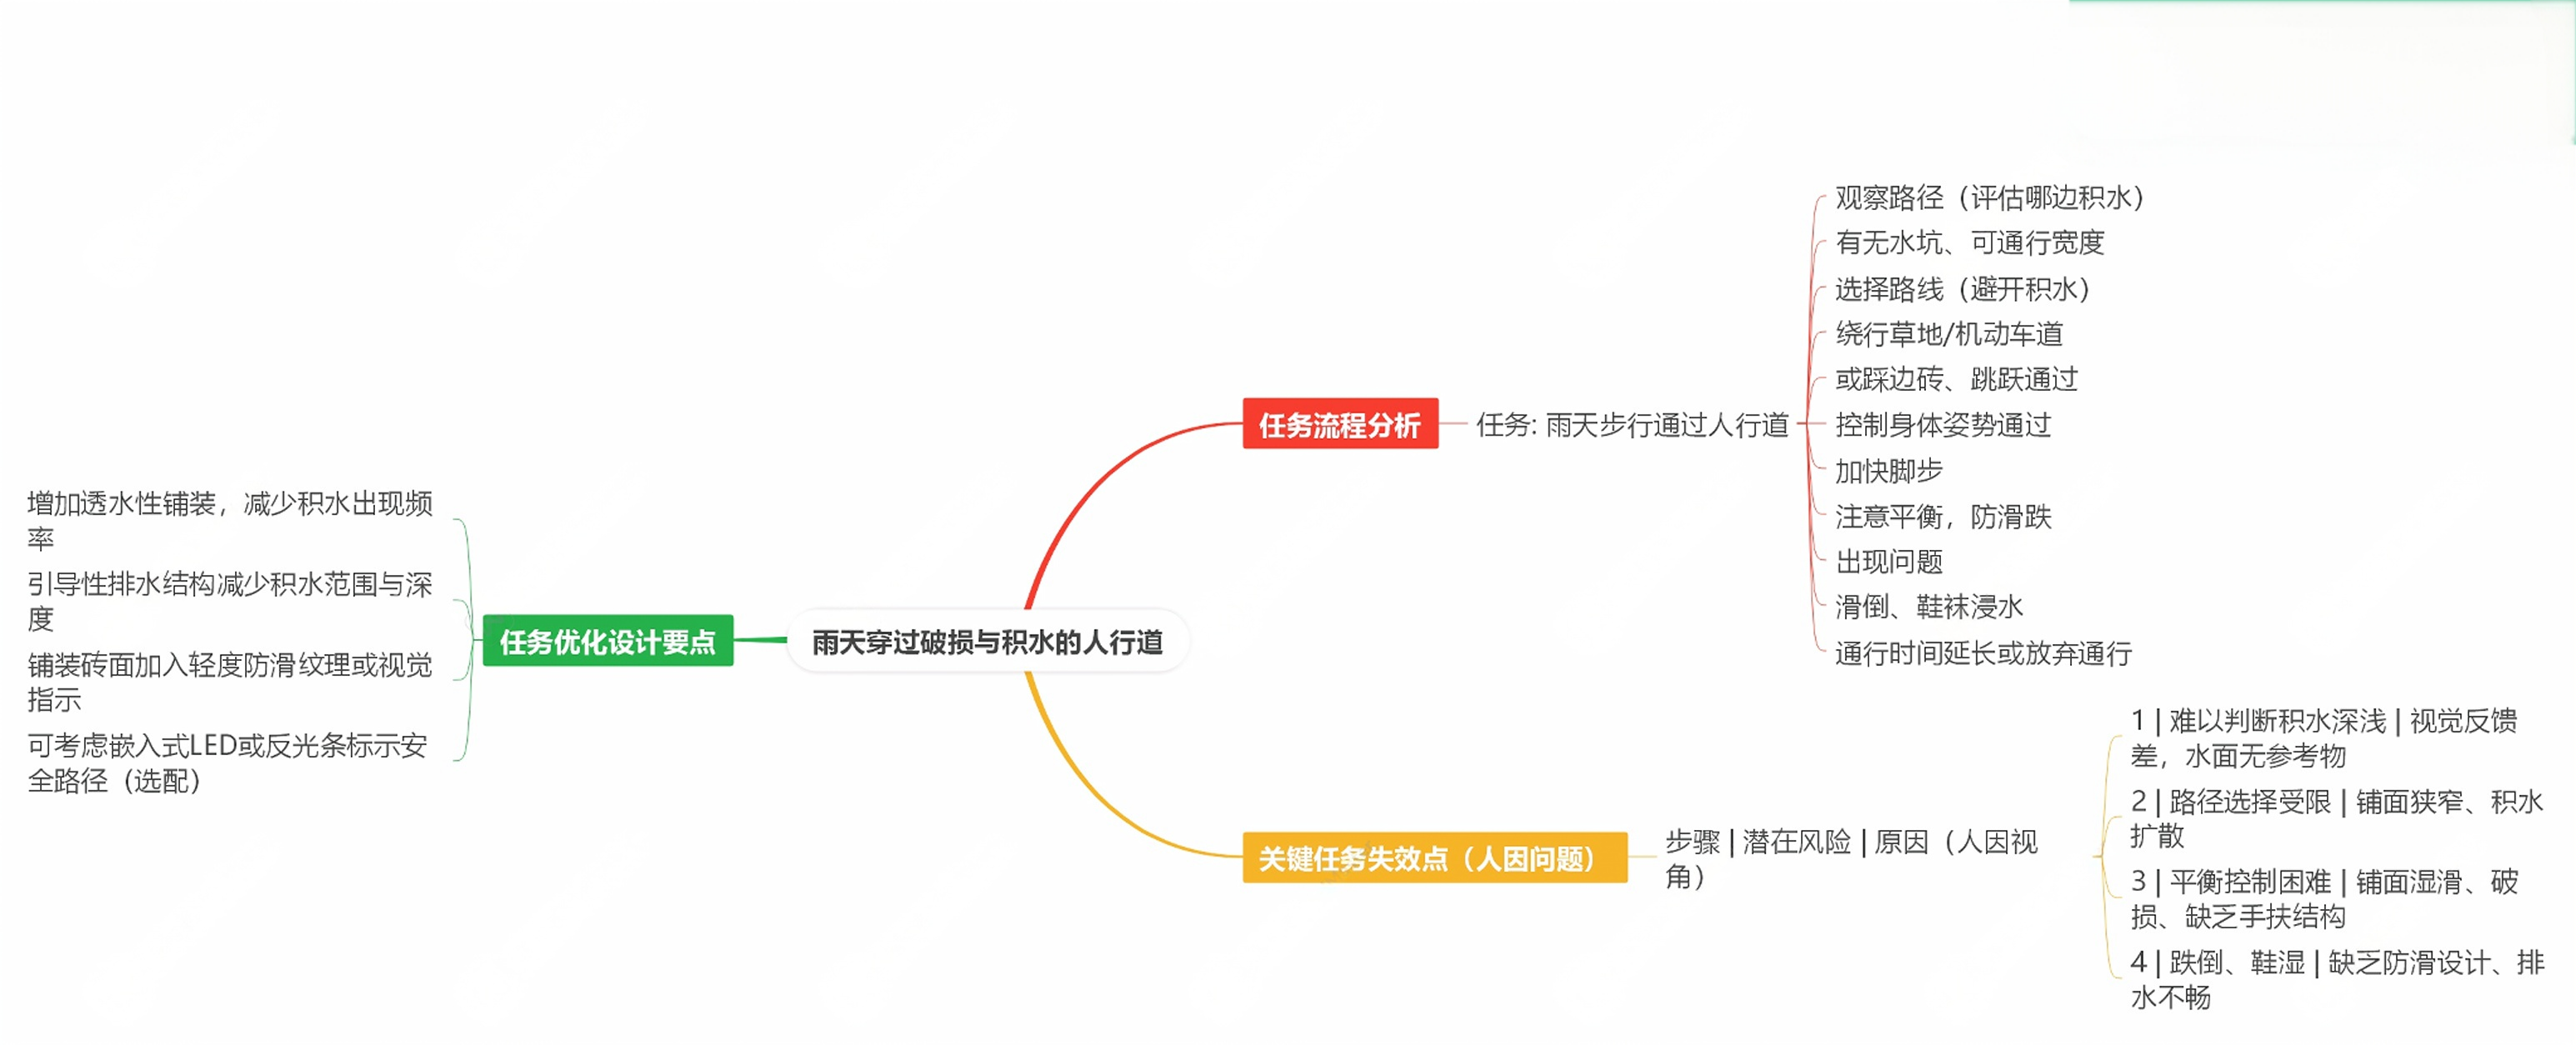 雨天穿过破损与积水的人行道
任务流程分析
任务: 雨天步行通过人行道
观察路径（评估哪边积水）
有无水坑、可通行宽度
选择路线（避开积水）
绕行草地/机动车道
或踩边砖、跳跃通过
控制身体姿势通过
加快脚步
注意平衡，防滑跌
出现问题
滑倒、鞋袜浸水
通行时间延长或放弃通行
关键任务失效点（人因问题）
步骤 | 潜在风险 | 原因（人因视
角）
1 | 难以判断积水深浅 | 视觉反馈
差，水面无参考物
2 | 路径选择受限 | 铺面狭窄、积水
扩散
3 | 平衡控制困难 | 铺面湿滑、破
损、缺乏手扶结构
4 | 跌倒、鞋湿 | 缺乏防滑设计、排
水不畅
任务优化设计要点
增加透水性铺装，减少积水出现频
率
引导性排水结构减少积水范围与深
度
铺装砖面加入轻度防滑纹理或视觉
指示
可考虑嵌入式LED或反光条标示安
全路径（选配）